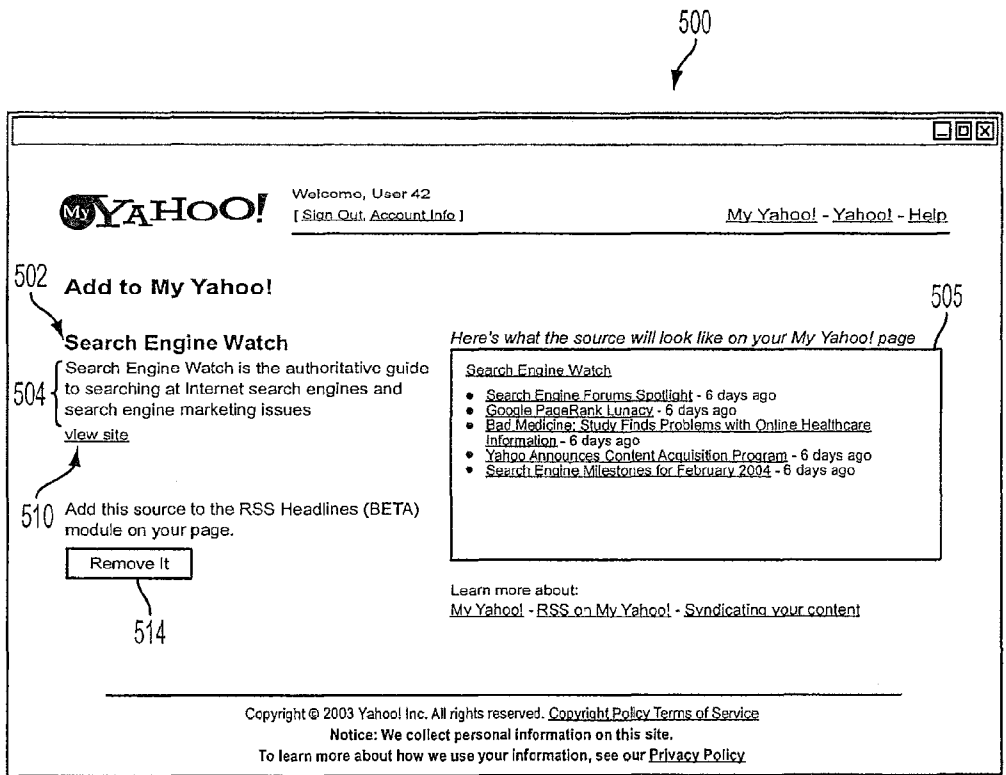 500
My YAHOO!
Welcome, User 42
[ Sign Out, Account Info ]
My Yahoo! - Yahoo! - Help
502
Add to My Yahoo!
505
Search Engine Watch
504
Search Engine Watch is the authoritative guide
to searching at Internet search engines and
search engine marketing issues
view site
510
Add this source to the RSS Headlines (BETA)
module on your page.
Remove It
514
Here's what the source will look like on your My Yahoo! page
Search Engine Watch
• Search Engine Forums Spotlight - 6 days ago
• Google PageRank Lunacy - 6 days ago
• Bad Medicine: Study Finds Problems with Online Healthcare
Information - 6 days ago
• Yahoo Announces Content Acquisition Program - 6 days ago
• Search Engine Milestones for February 2004 - 6 days ago
Learn more about:
My Yahoo! - RSS on My Yahoo! - Syndicating your content
Copyright © 2003 Yahoo! Inc. All rights reserved. Copyright Policy Terms of Service
Notice: We collect personal information on this site.
To learn more about how we use your information, see our Privacy Policy